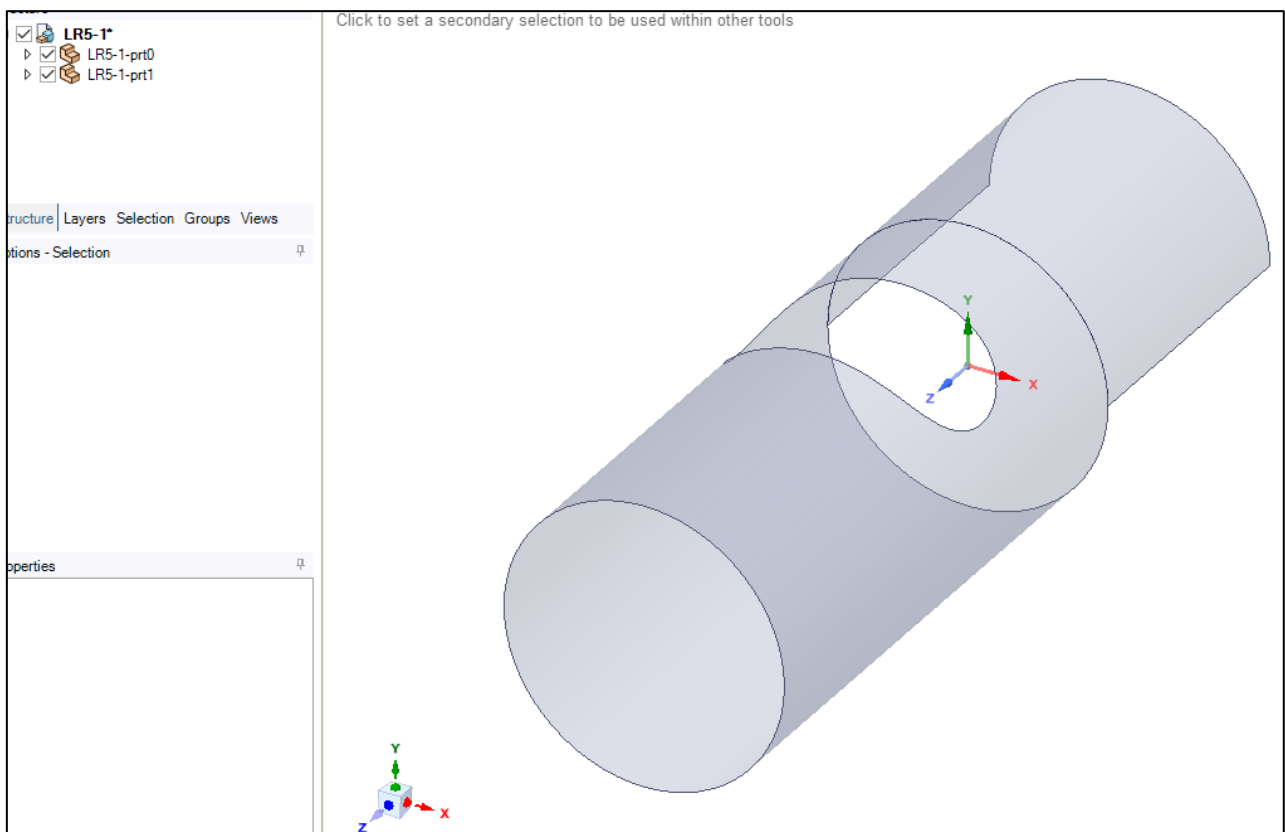 Click to set a secondary selection to be used within other tools
LR5-1*
LR5-1-prt0
LR5-1-prt1
ructure Layers Selection Groups Views
ptions - Selection
operties
Y
X
Z
Y
X
Z